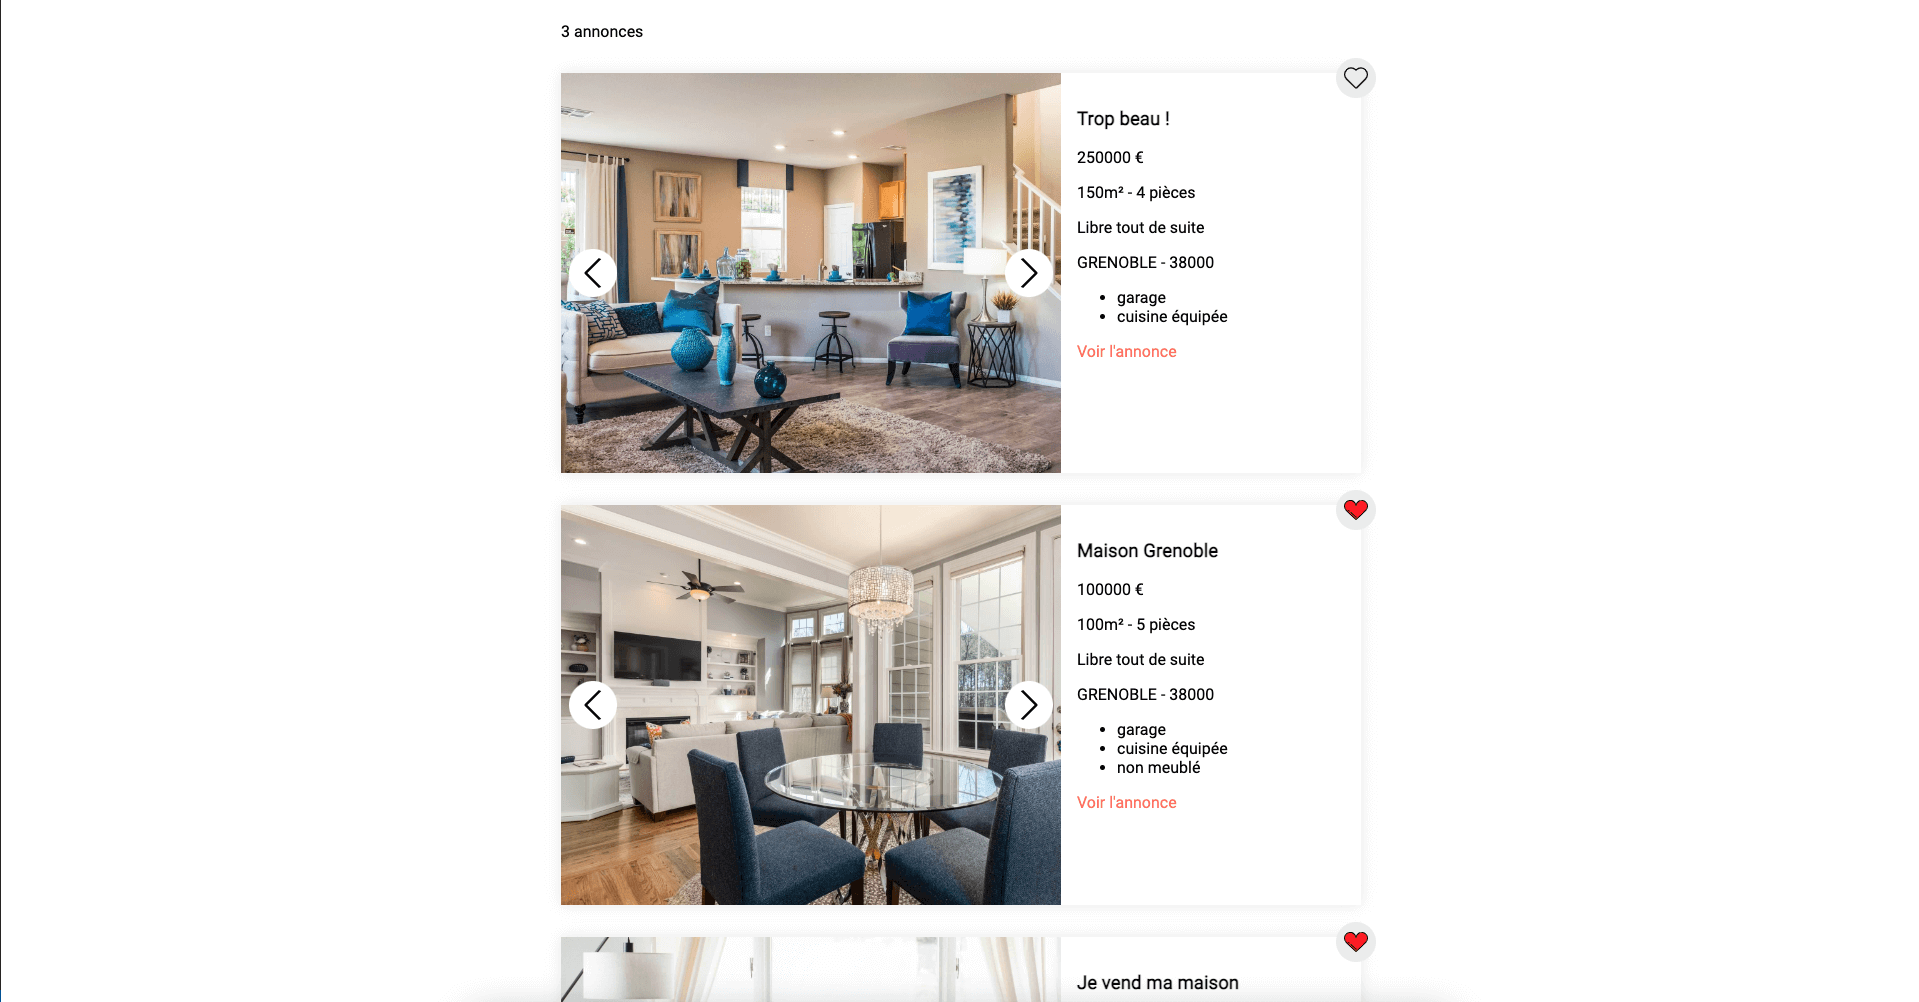 3 annonces
Trop beau !
250000 €
150m² - 4 pièces
Libre tout de suite
GRENOBLE - 38000
garage
cuisine équipée
Voir l'annonce
Maison Grenoble
100000 €
100m² - 5 pièces
Libre tout de suite
GRENOBLE - 38000
garage
cuisine équipée
non meublé
Voir l'annonce
Je vend ma maison